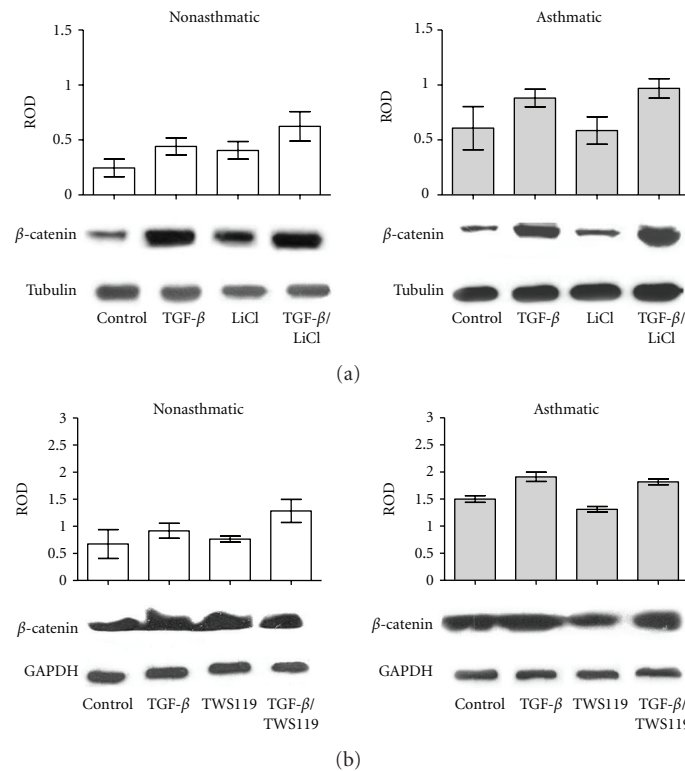 Nonasthmatic
1.5
1
0.5
0
ROD
β-catenin
Tubulin
Control TGF-β LiCl TGF-β/
LiCl
Asthmatic
1.5
1
0.5
0
ROD
β-catenin
Tubulin
Control TGF-β LiCl TGF-β/
LiCl
(a)
Nonasthmatic
3
2.5
2
1.5
1
0.5
0
ROD
β-catenin
GAPDH
Control TGF-β TWS119 TGF-β/
TWS119
Asthmatic
3
2.5
2
1.5
1
0.5
0
ROD
β-catenin
GAPDH
Control TGF-β TWS119 TGF-β/
TWS119
(b)